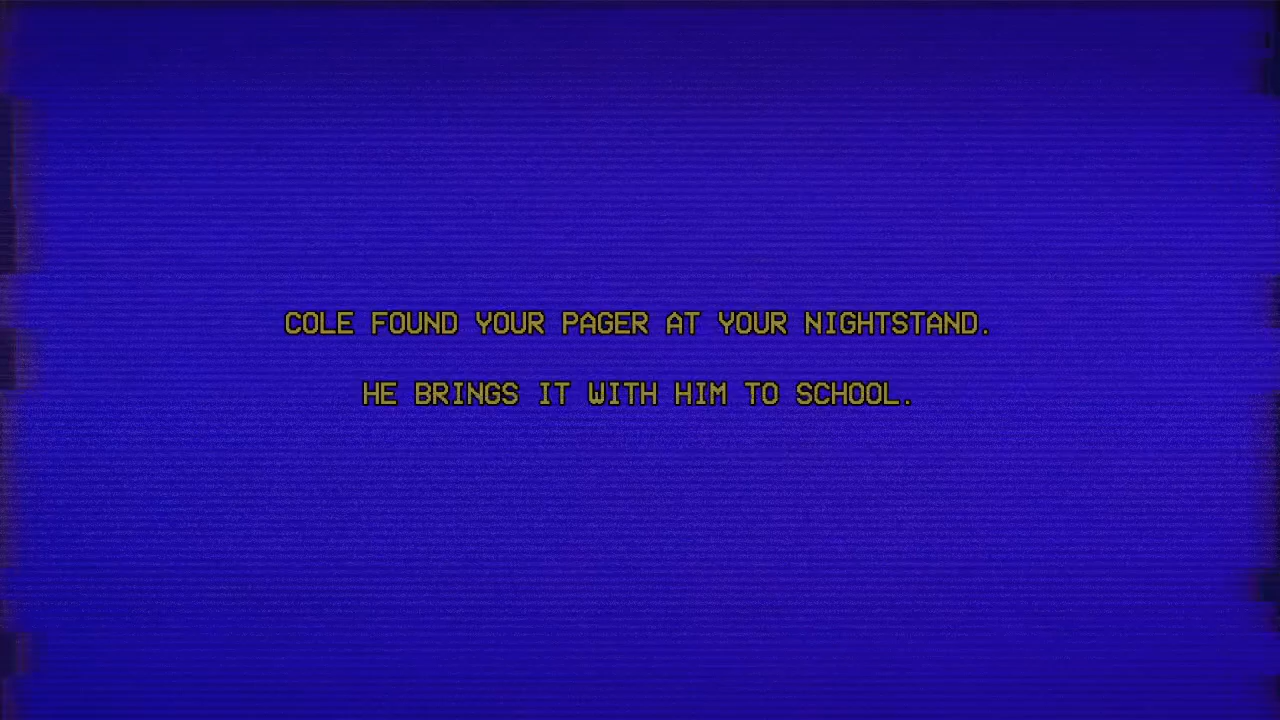 COLE FOUND YOUR PAGER AT YOUR NIGHTSTAND.
HE BRINGS IT WITH HIM TO SCHOOL.